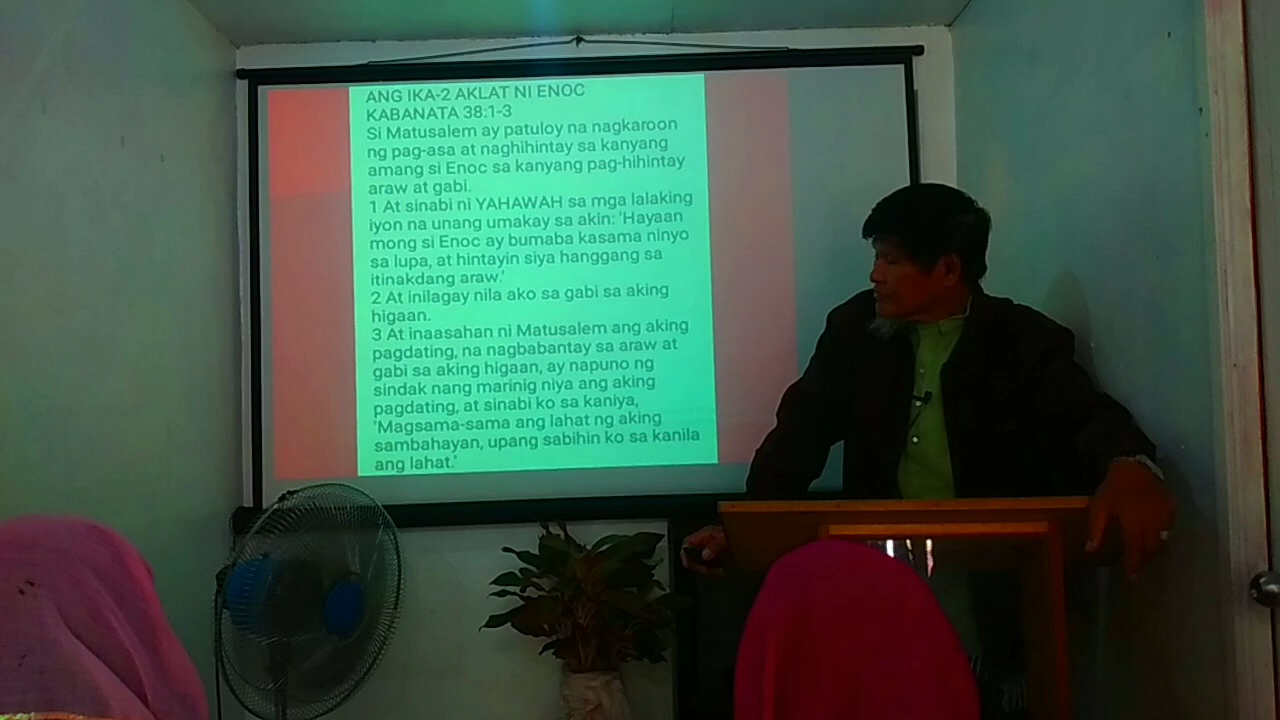 ANG IKA-2 AKLAT NI ENOC
KABANATA 38:1-3
Si Matusalem ay patuloy na nagkaroon
ng pag-asa at naghihintay sa kanyang
amang si Enoc sa kanyang pag-hihintay
araw at gabi.
1 At sinabi ni YAHAWAH sa mga lalaking
iyon na unang umakay sa akin: 'Hayaan
mong si Enoc ay bumaba kasama ninyo
sa lupa, at hintayin siya hanggang sa
itinakdang araw.'
2 At inilagay nila ako sa gabi sa aking
higaan.
3 At inaasahan ni Matusalem ang aking
pagdating, na nagbabantay sa araw at
gabi sa aking higaan, ay napuno ng
sindak nang marinig niya ang aking
pagdating, at sinabi ko sa kaniya,
'Magsama-sama ang lahat ng aking
sambahayan, upang sabihin ko sa kanila
ang lahat.'